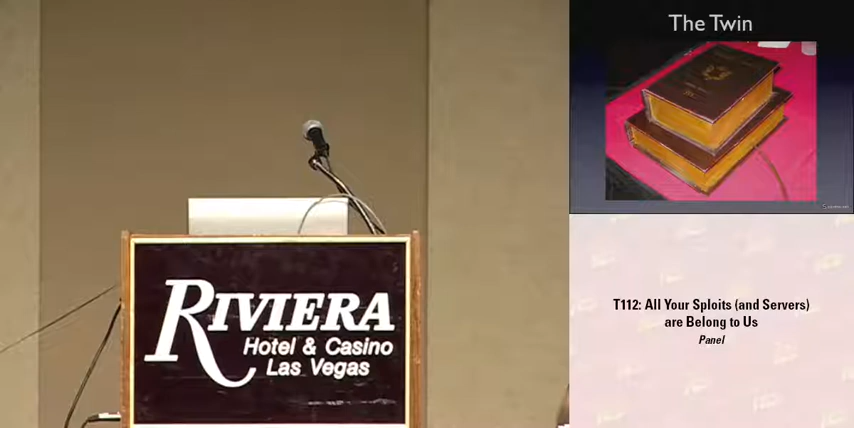 The Twin
RIVIERA
Hotel & Casino
Las Vegas
T112: All Your Sploits (and Servers)
are Belong to Us
Panel